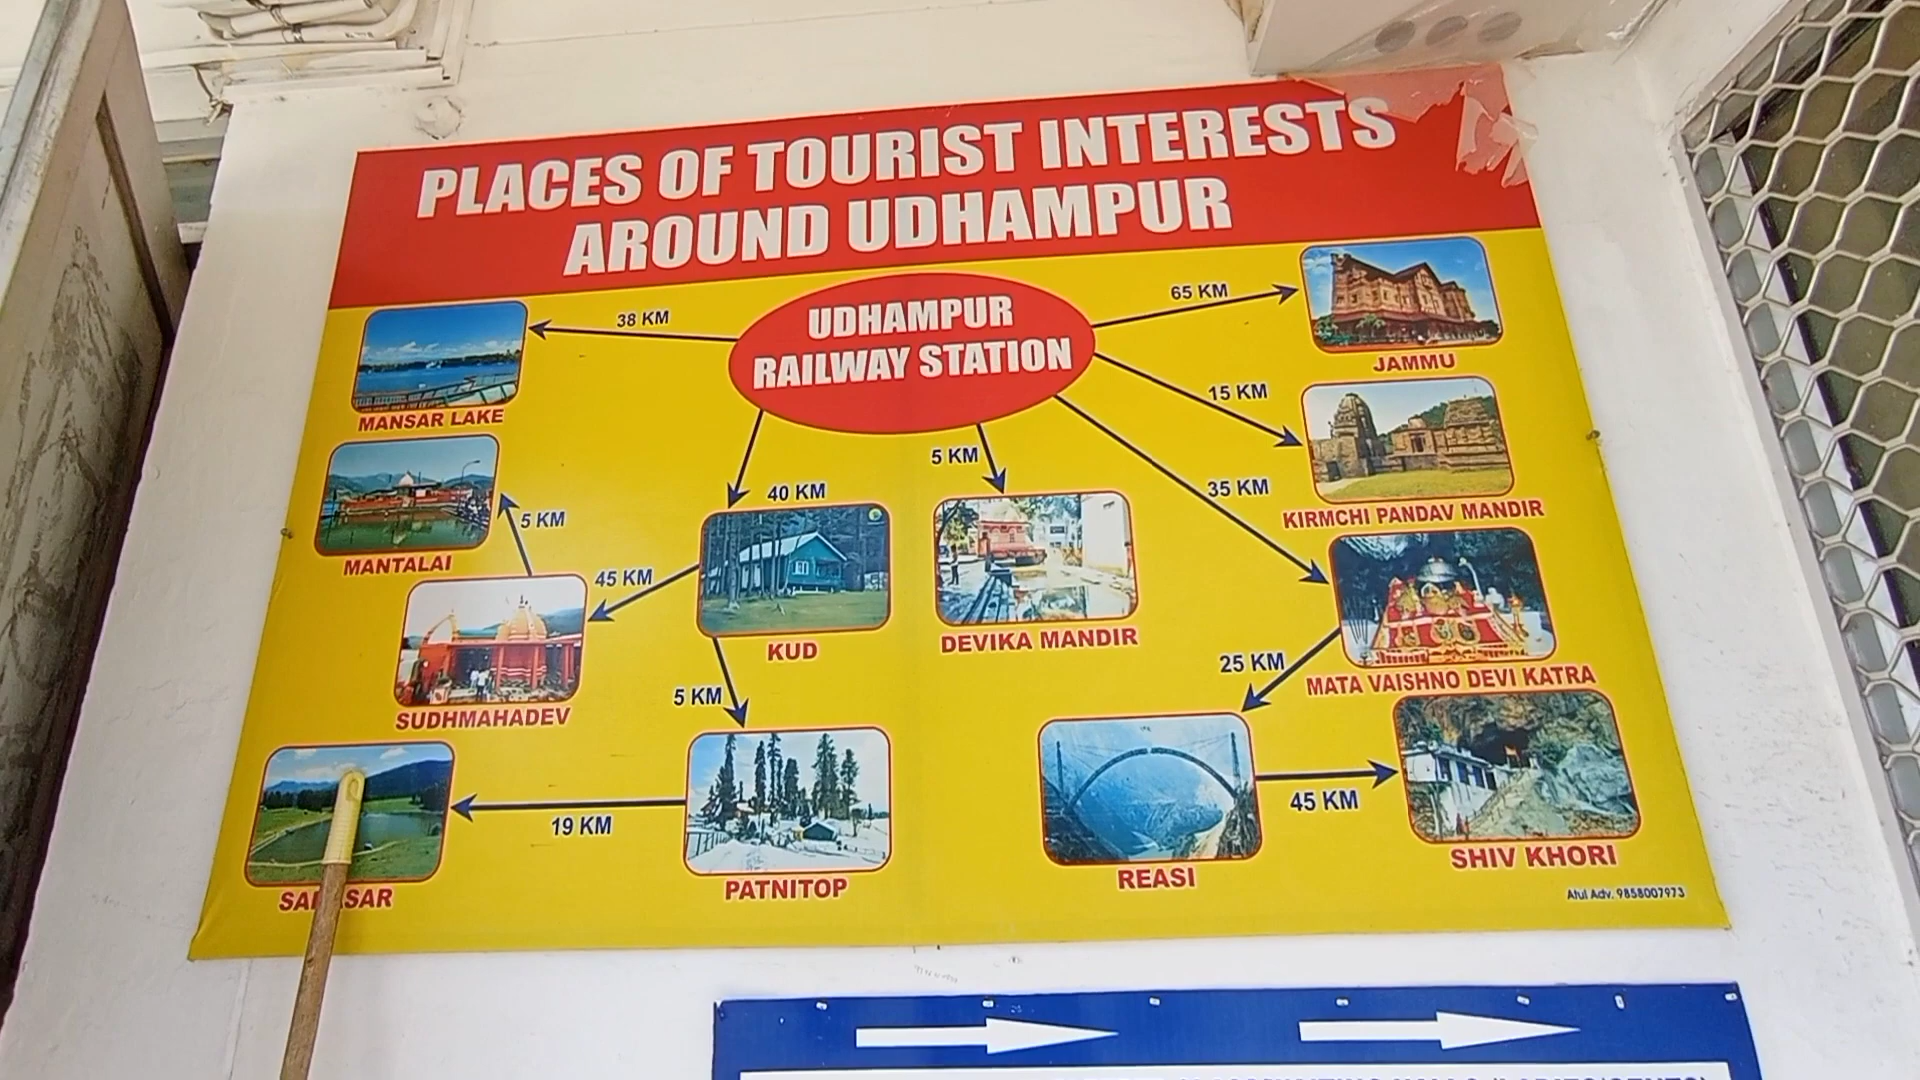 PLACES OF TOURIST INTERESTS
AROUND UDHAMPUR
UDHAMPUR
RAILWAY STATION
38 KM
65 KM
MANSAR LAKE
JAMMU
15 KM
5 KM
40 KM
35 KM
KIRMCHI PANDAV MANDIR
5 KM
MANTALAI
45 KM
KUD
DEVIKA MANDIR
25 KM
MATA VAISHNO DEVI KATRA
SUDHMAHADEV
5 KM
19 KM
45 KM
PATNITOP
REASI
SHIV KHORI
Atul Adv. 9858007973